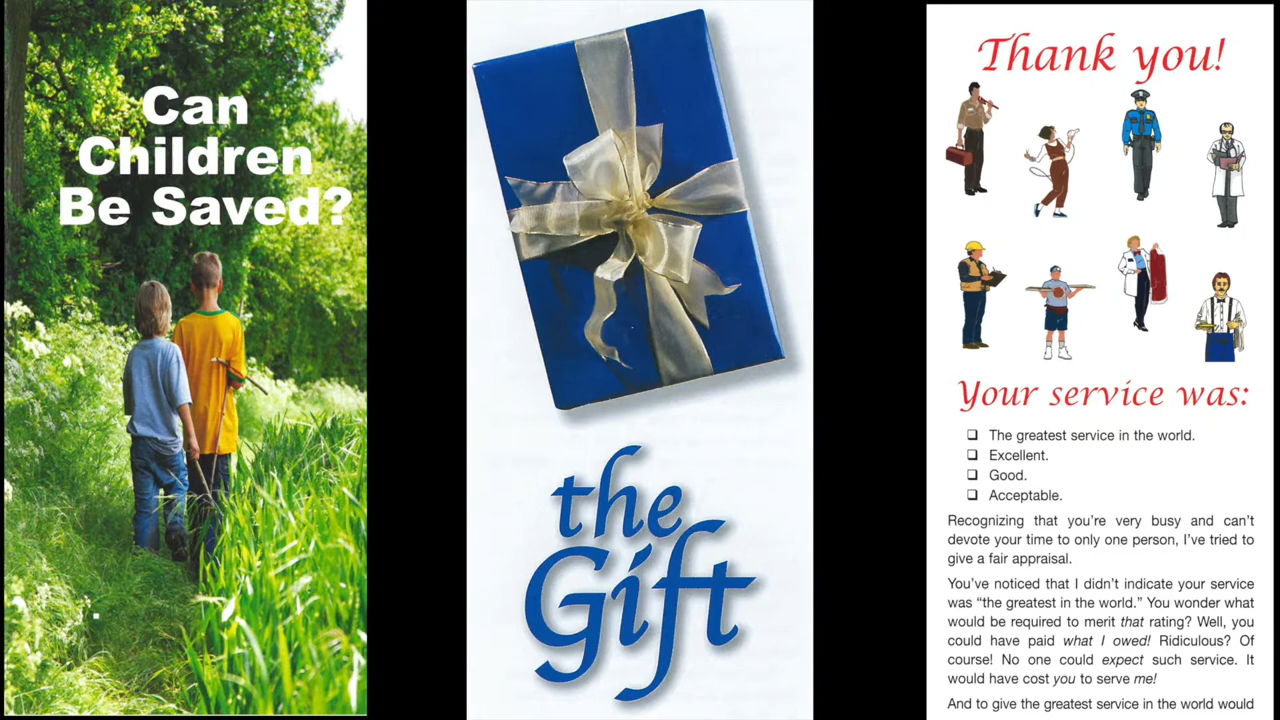 Can
Children
Be Saved?
the
Gift
Thank you!
Your service was:
❑ The greatest service in the world.
❑ Excellent.
❑ Good.
❑ Acceptable.
Recognizing that you're very busy and can't
devote your time to only one person, I've tried to
give a fair appraisal.
You've noticed that I didn't indicate your service
was “the greatest in the world.” You wonder what
would be required to merit that rating? Well, you
could have paid what I owed! Ridiculous? Of
course! No one could expect such service. It
would have cost you to serve me!
And to give the greatest service in the world would